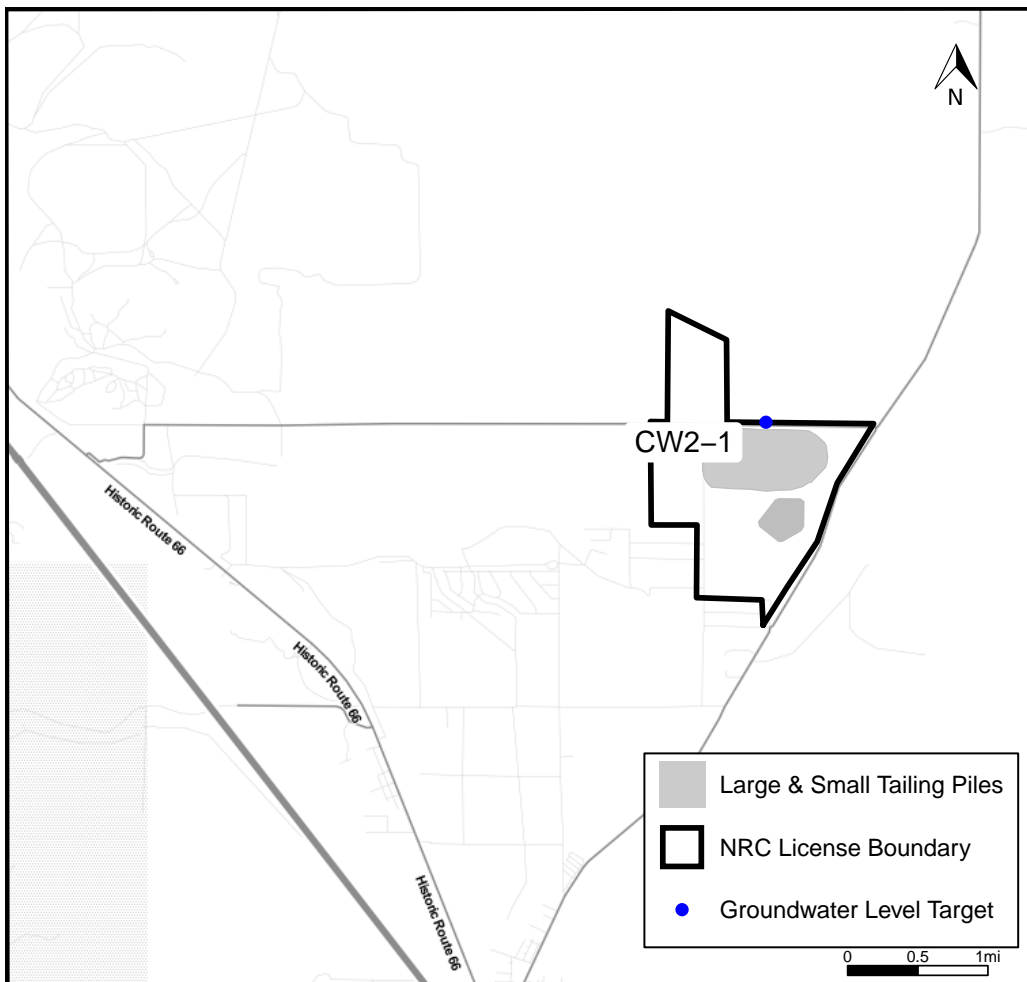 N
CW2–1
Historic Route 66
Historic Route 66
Historic Route 66
Large & Small Tailing Piles
NRC License Boundary
Groundwater Level Target
0 0.5 1mi